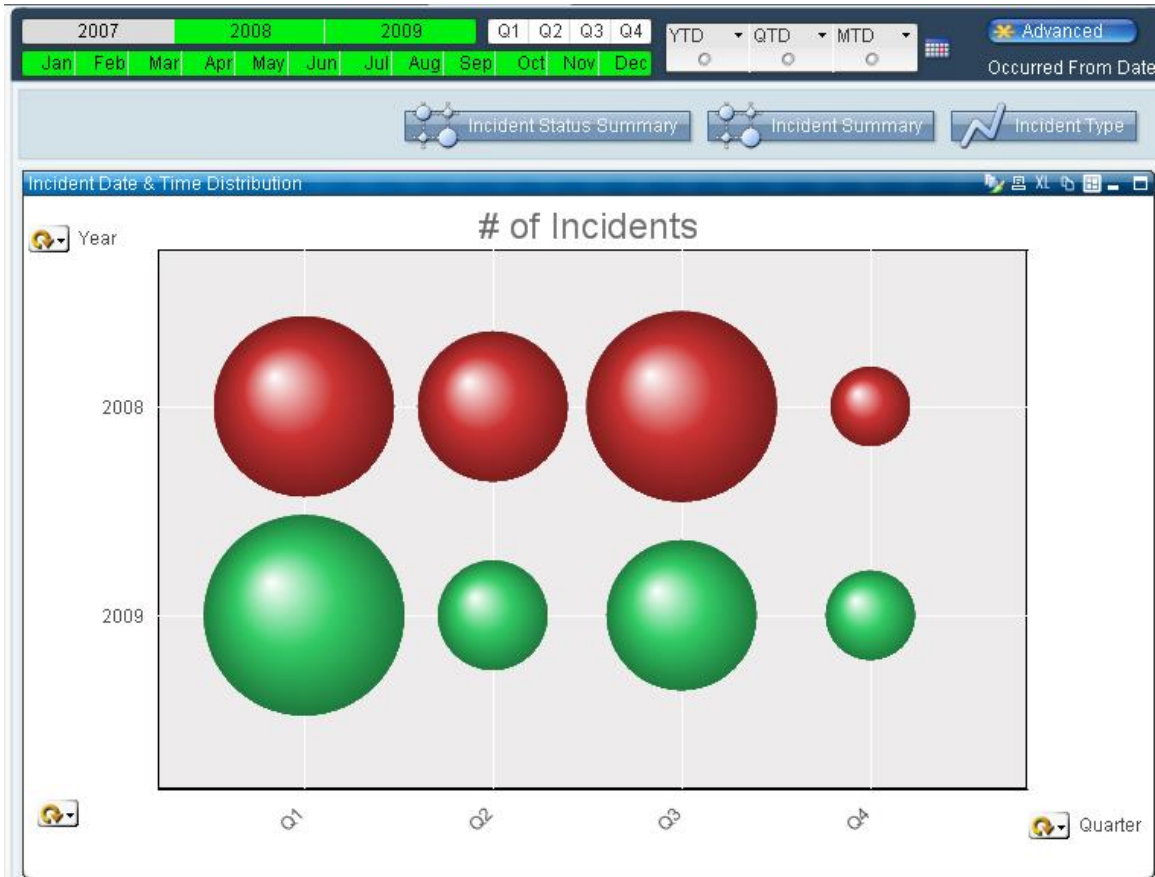 2007 2008 2009 Q1 Q2 Q3 Q4 YTD QTD MTD Advanced
Jan Feb Mar Apr May Jun Jul Aug Sep Oct Nov Dec Occurred From Date
Incident Status Summary Incident Summary Incident Type
Incident Date & Time Distribution XL
# of Incidents
Year
2008
2009
Q1 Q2 Q3 Q4
Quarter